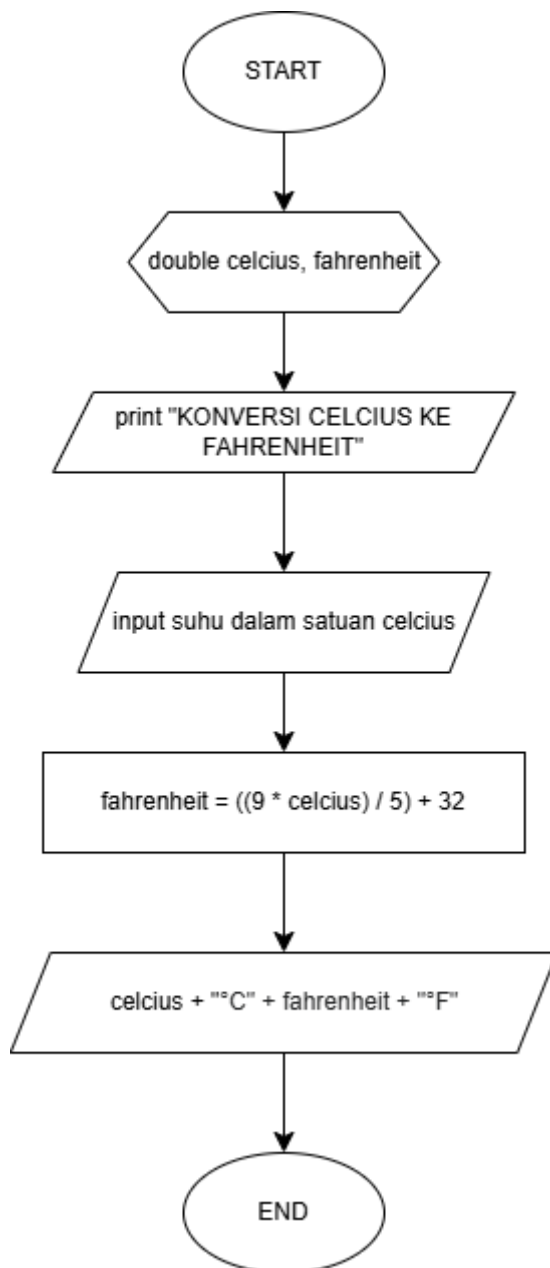 START
double celcius, fahrenheit
print "KONVERSI CELCIUS KE
FAHRENHEIT"
input suhu dalam satuan celcius
fahrenheit = ((9 * celcius) / 5) + 32
celcius + "°C" + fahrenheit + "°F"
END